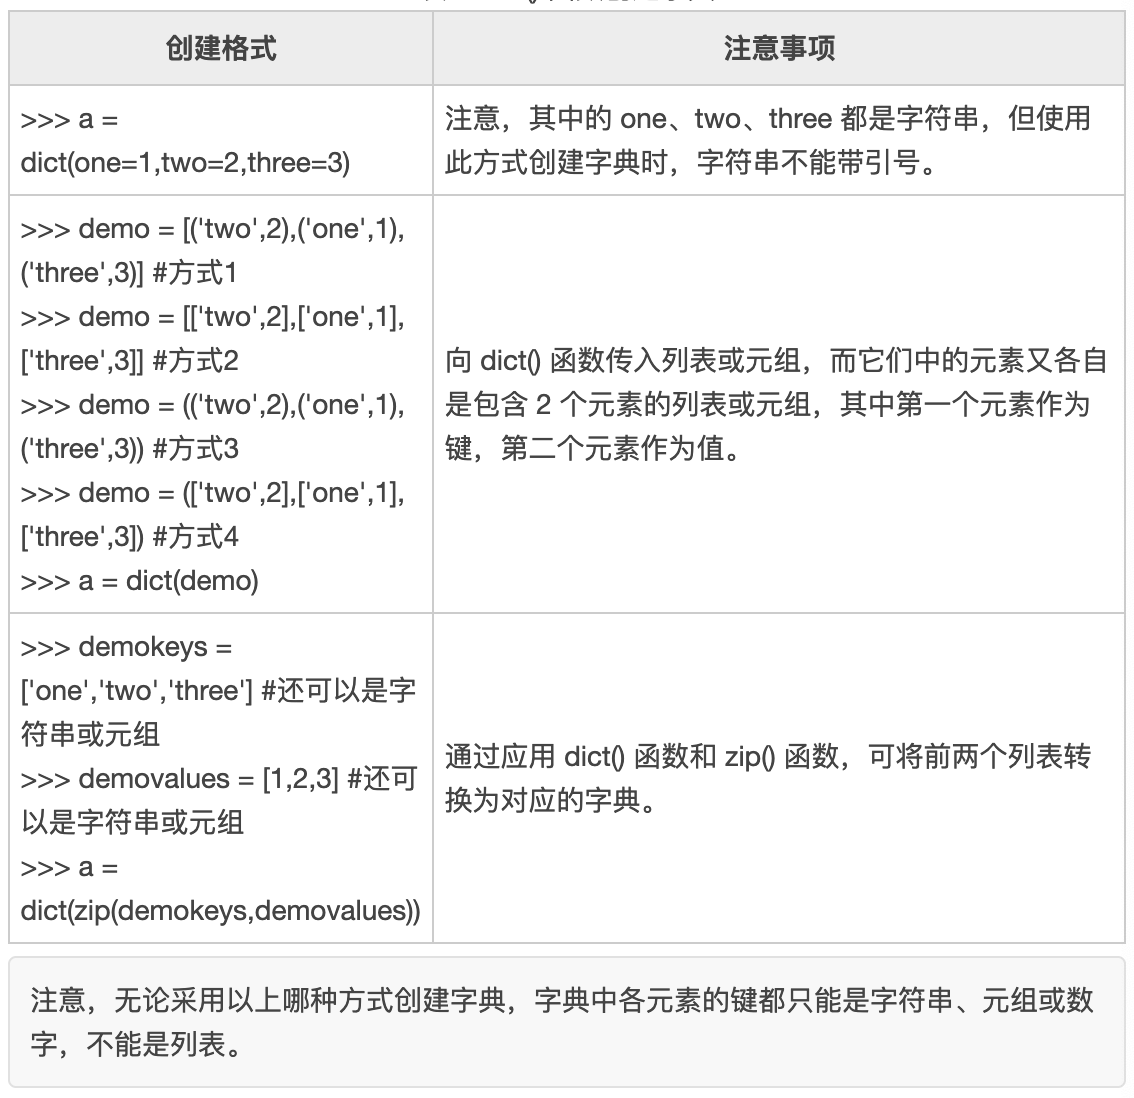 创建格式
注意事项
>>> a =
dict(one=1,two=2,three=3)
注意，其中的 one、two、three 都是字符串，但使用
此方式创建字典时，字符串不能带引号。
>>> demo = [('two',2),('one',1),
('three',3)] #方式1
>>> demo = [['two',2],['one',1],
['three',3]] #方式2
>>> demo = (('two',2),('one',1),
('three',3)) #方式3
>>> demo = (['two',2],['one',1],
['three',3]) #方式4
>>> a = dict(demo)
向 dict() 函数传入列表或元组，而它们中的元素又各自
是包含 2 个元素的列表或元组，其中第一个元素作为
键，第二个元素作为值。
>>> demokeys =
['one','two','three'] #还可以是字
符串或元组
>>> demovalues = [1,2,3] #还可
以是字符串或元组
>>> a =
dict(zip(demokeys,demovalues))
通过应用 dict() 函数和 zip() 函数，可将前两个列表转
换为对应的字典。
注意，无论采用以上哪种方式创建字典，字典中各元素的键都只能是字符串、元组或数
字，不能是列表。